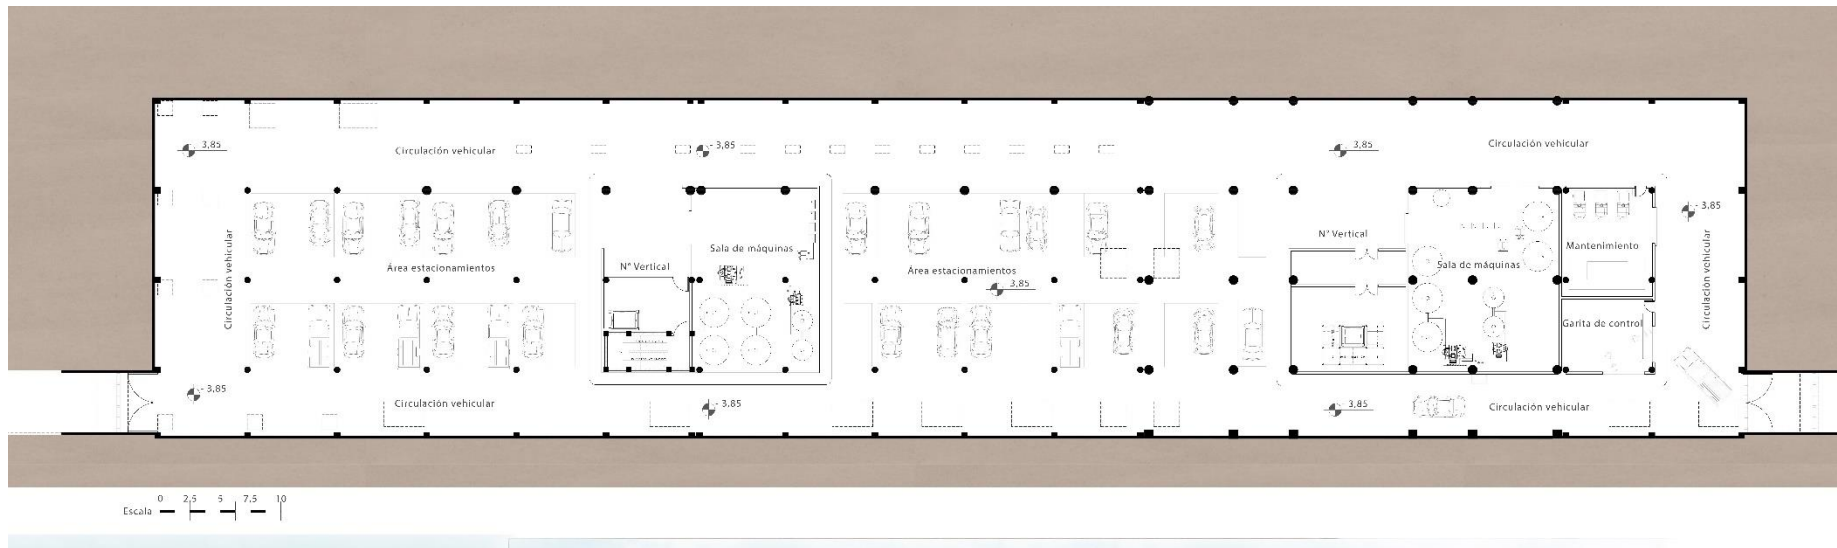 - 3,85
Circulación vehicular
- 3,85
- 3,85
Circulación vehicular
- 3,85
Circulación vehicular
Área estacionamientos
N° Vertical
Sala de máquinas
Área estacionamientos
- 3,85
N° Vertical
Sala de máquinas
Mantenimiento
Garita de control
Circulación vehicular
- 3,85
Circulación vehicular
- 3,85
- 3,85
Circulación vehicular
Escala
0 2,5 5 7,5 10